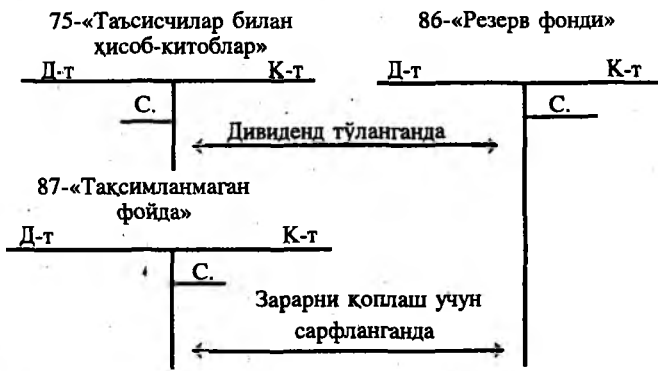 75-«Таъсисчилар билан
ҳисоб-китоблар»
86-«Резерв фонди»
Д-т
К-т
Д-т
К-т
С.
С.
Дивиденд тўланганда
87-«Тақсимланмаган
фойда»
Д-т
К-т
С.
Зарарни қоплаш учун
сарфланганда